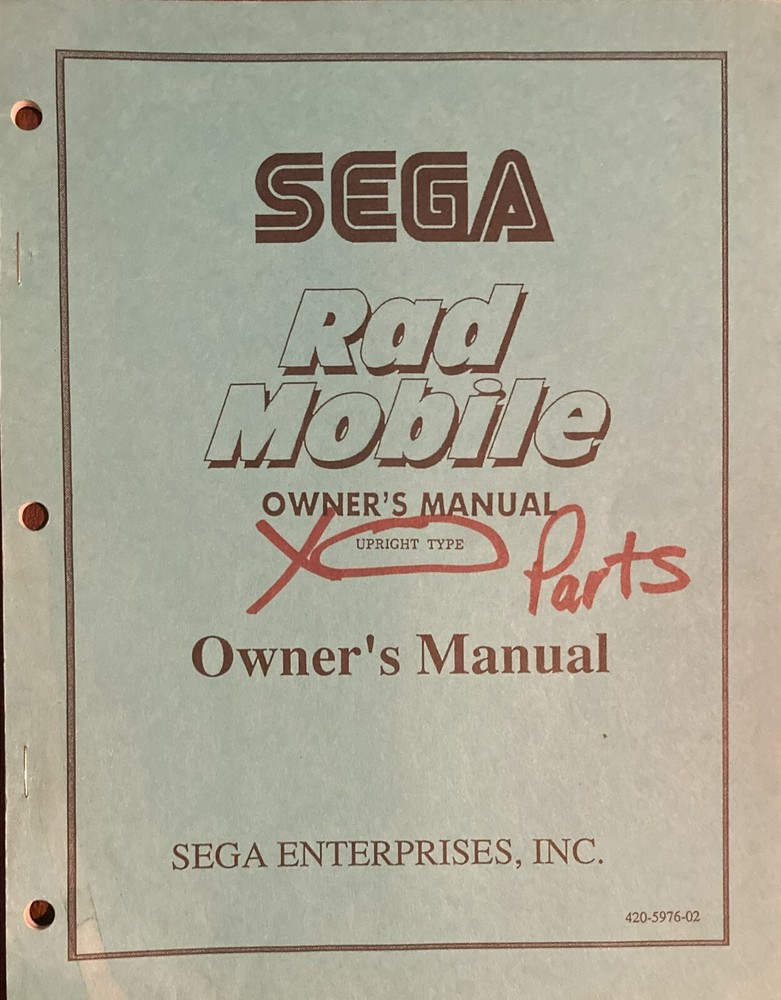 SEGA
Rad
Mobile
OWNER'S MANUAL
X UPRIGHT TYPE Parts
Owner's Manual
SEGA ENTERPRISES, INC.
420-5976-02